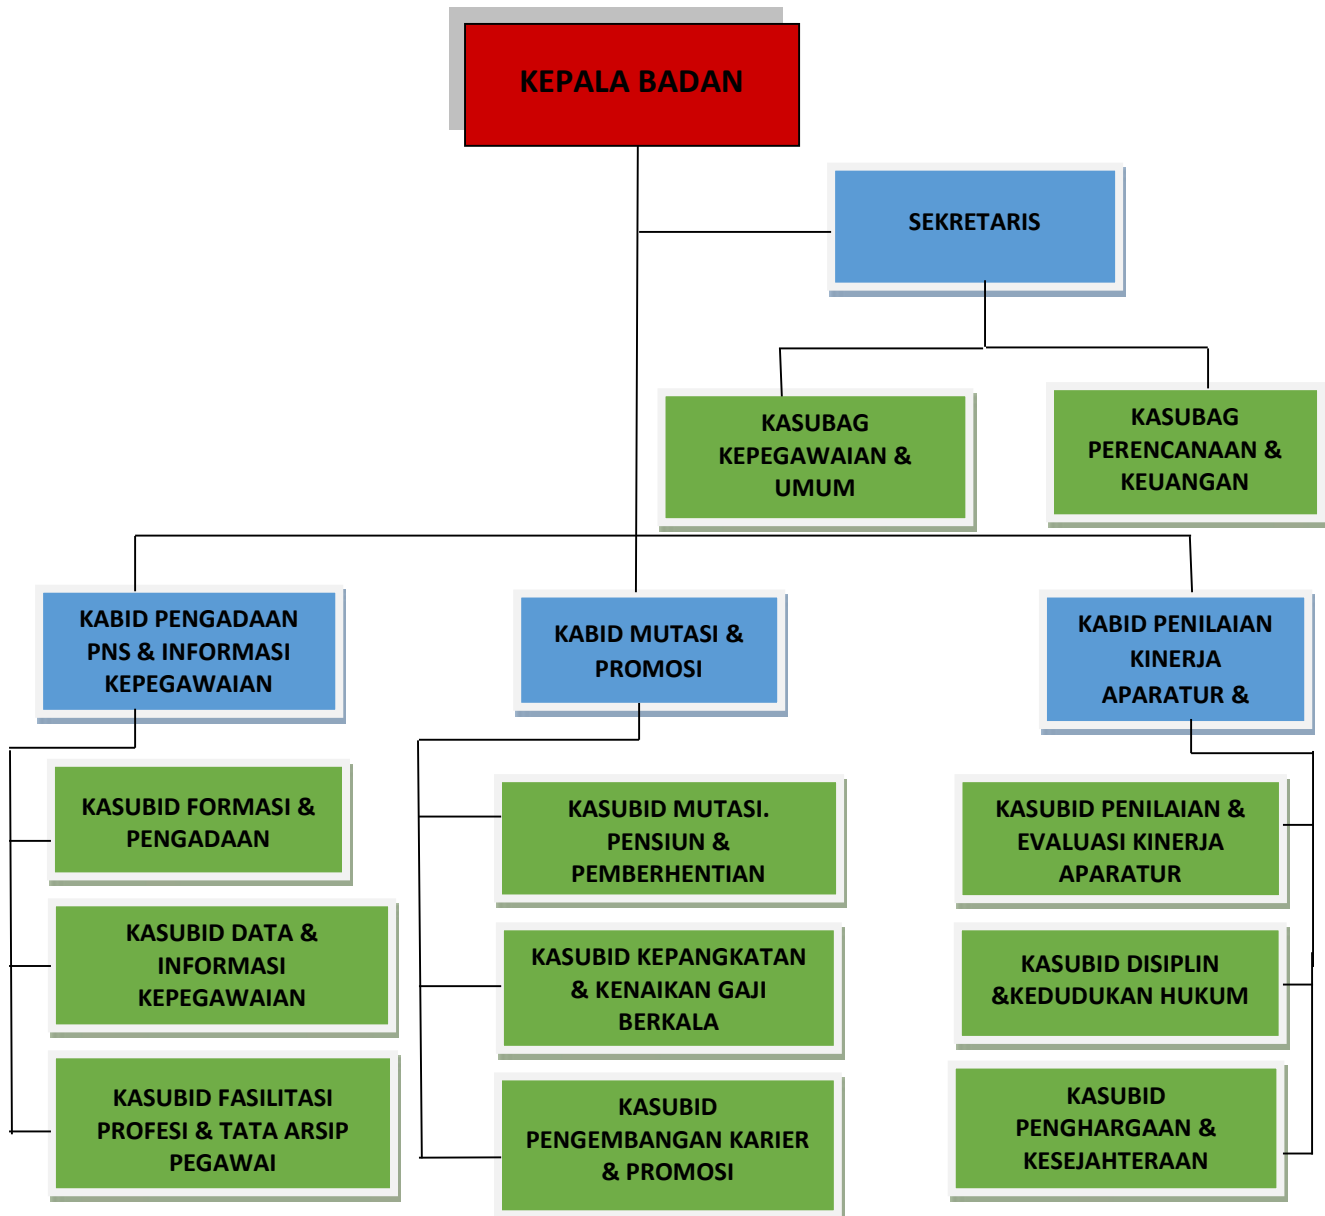 KEPALA BADAN
SEKRETARIS
KASUBAG
KEPEGAWAIAN &
UMUM
KASUBAG
PERENCANAAN &
KEUANGAN
KABID PENGADAAN
PNS & INFORMASI
KEPEGAWAIAN
KABID MUTASI &
PROMOSI
KABID PENILAIAN
KINERJA
APARATUR &
KASUBID FORMASI &
PENGADAAN
KASUBID DATA &
INFORMASI
KEPEGAWAIAN
KASUBID FASILITASI
PROFESI & TATA ARSIP
PEGAWAI
KASUBID MUTASI.
PENSIUN &
PEMBERHENTIAN
KASUBID KEPANGKATAN
& KENAIKAN GAJI
BERKALA
KASUBID
PENGEMBANGAN KARIER
& PROMOSI
KASUBID PENILAIAN &
EVALUASI KINERJA
APARATUR
KASUBID DISIPLIN
&KEDUDUKAN HUKUM
KASUBID
PENGHARGAAN &
KESEJAHTERAAN